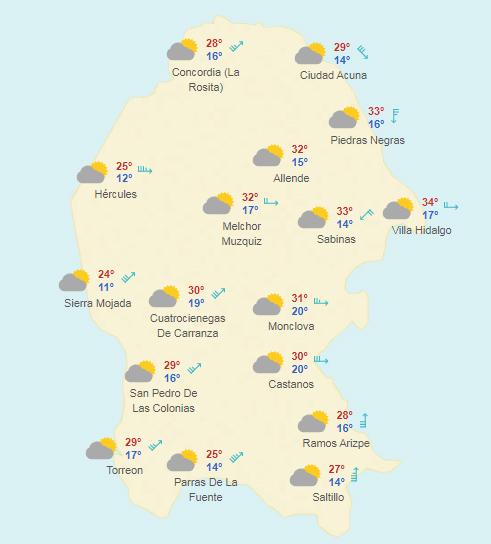 28°
16°
Concordia (La
Rosita)
29°
14°
Ciudad Acuna
33°
16°
Piedras Negras
32°
15°
Allende
25°
12°
Hércules
32°
17°
Melchor
Muzquiz
33°
14°
Sabinas
34°
17°
Villa Hidalgo
24°
11°
Sierra Mojada
30°
19°
Cuatrocienegas
De Carranza
31°
20°
Monclova
29°
16°
San Pedro De
Las Colonias
30°
20°
Castanos
28°
16°
Ramos Arizpe
29°
17°
Torreon
25°
14°
Parras De La
Fuente
27°
14°
Saltillo